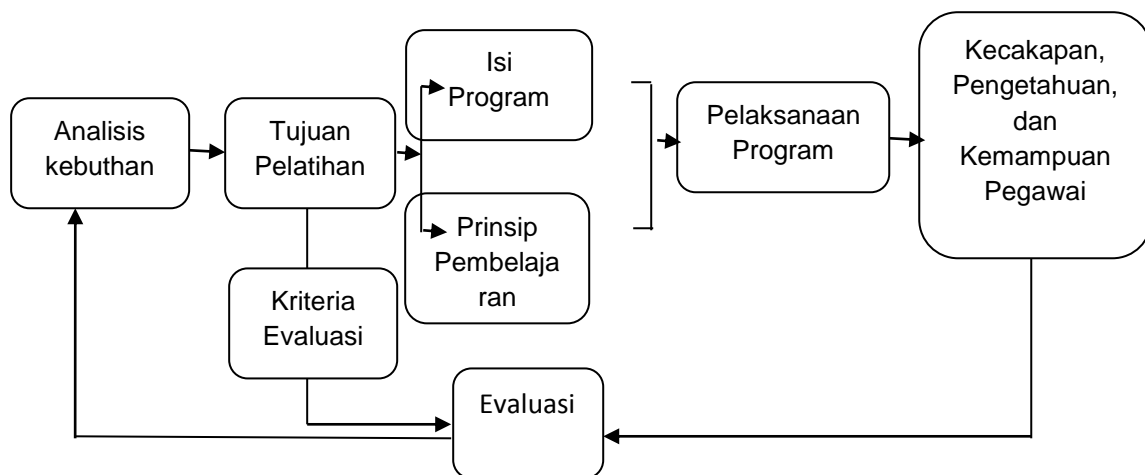 Analisis
kebuthan
Tujuan
Pelatihan
Isi
Program
Prinsip
Pembelaja
ran
Pelaksanaan
Program
Kecakapan,
Pengetahuan,
dan
Kemampuan
Pegawai
Kriteria
Evaluasi
Evaluasi